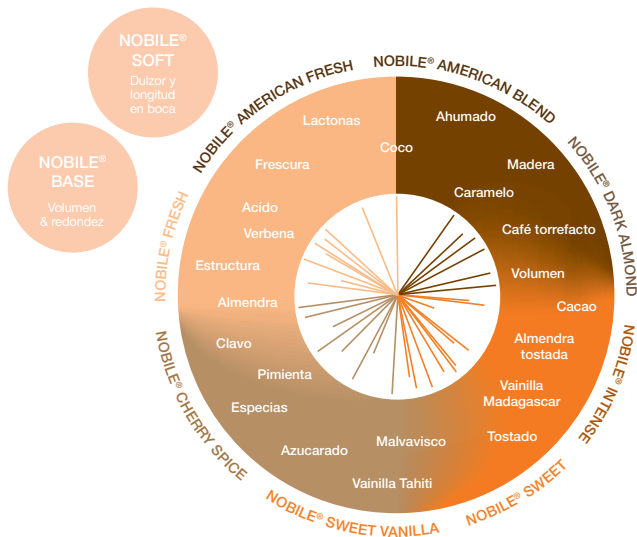 NOBILE®
SOFT
Dulzor y
longitud
en boca
NOBILE®
BASE
Volumen
& redondez
NOBILE® AMERICAN FRESH
NOBILE® AMERICAN BLEND
NOBILE® DARK ALMOND
NOBILE® INTENSE
NOBILE® SWEET
NOBILE® SWEET VANILLA
NOBILE® CHERRY SPICE
NOBILE® FRESH
Lactonas
Coco
Frescura
Acído
Verbena
Estructura
Almendra
Ahumado
Madera
Caramelo
Café torrefacto
Volumen
Cacao
Almendra
tostada
Vainilla
Madagascar
Tostado
Clavo
Pimienta
Especias
Azucarado
Malvavisco
Vainilla Tahiti